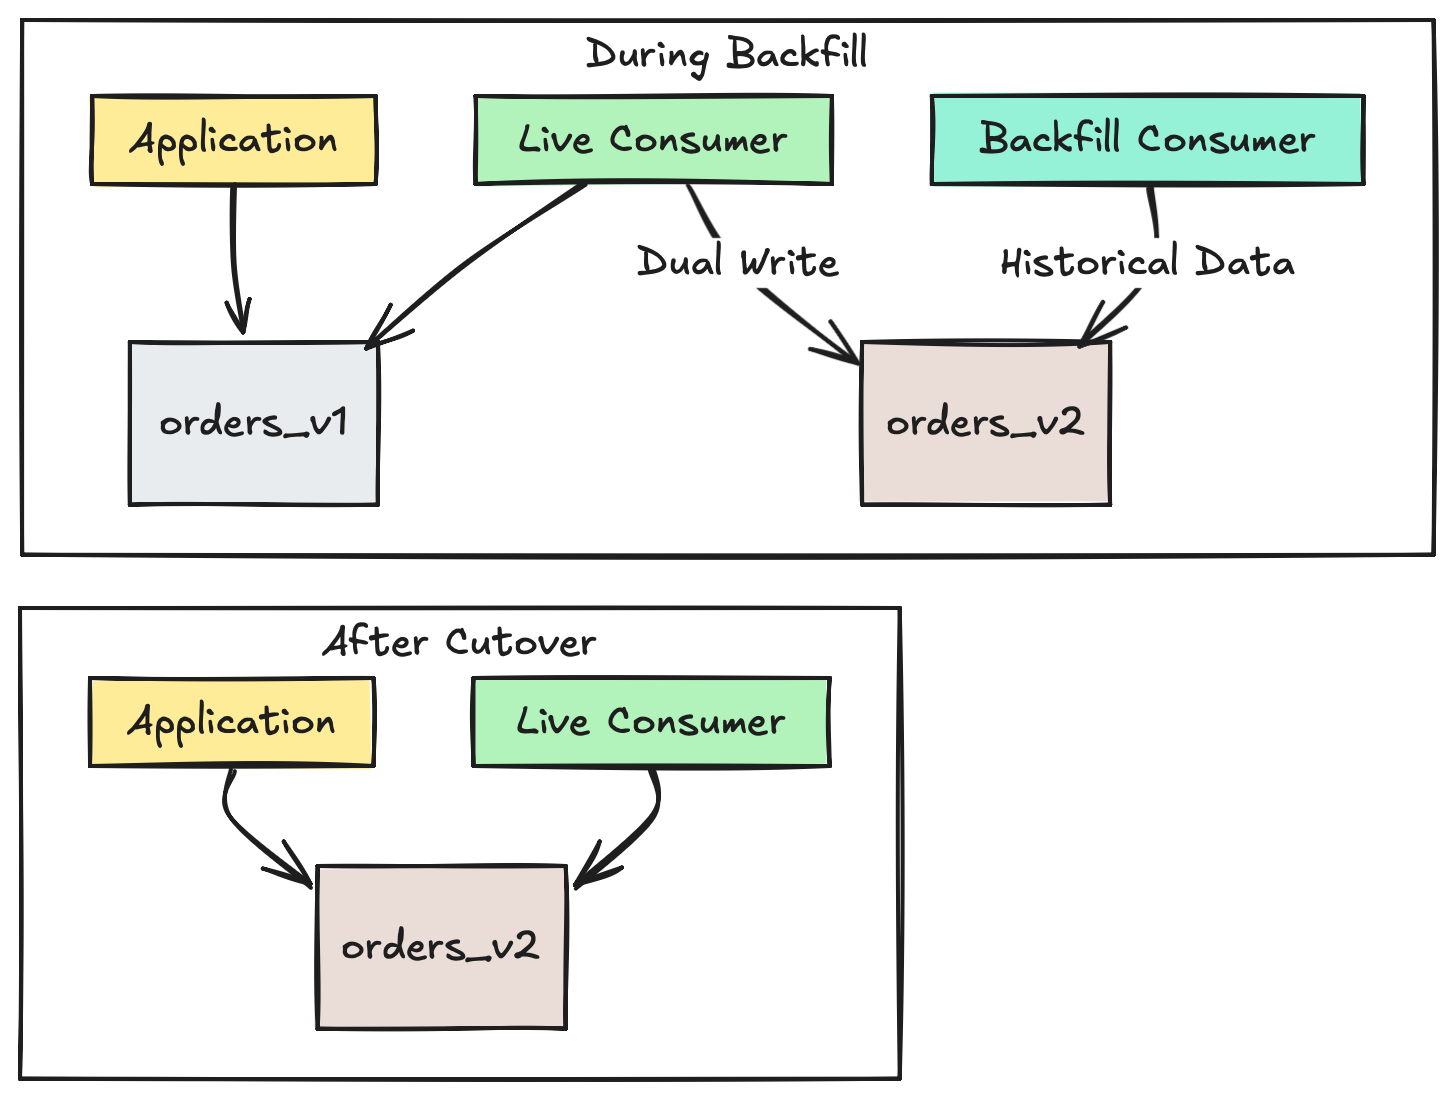 During Backfill
Application
Live Consumer
Backfill Consumer
Dual Write
Historical Data
orders_v1
orders_v2
After Cutover
Application
Live Consumer
orders_v2